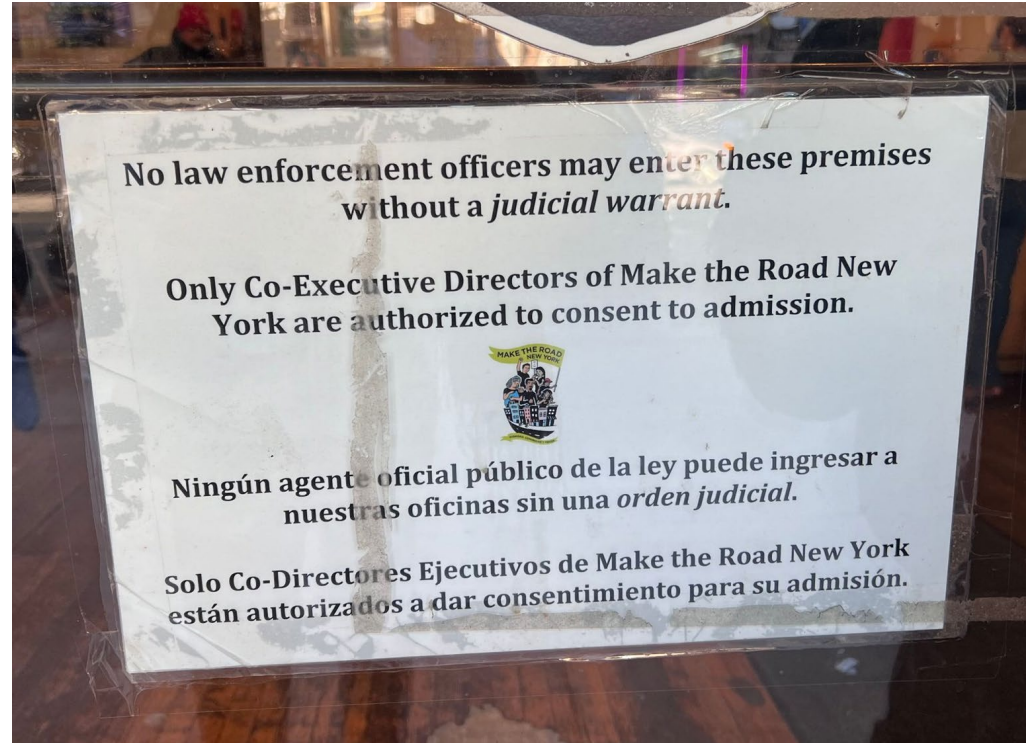 No law enforcement officers may enter these premises
without a judicial warrant.
Only Co-Executive Directors of Make the Road New
York are authorized to consent to admission.
MAKE THE ROAD
NEW YORK
Ningún agente oficial público de la ley puede ingresar a
nuestras oficinas sin una orden judicial.
Solo Co-Directores Ejecutivos de Make the Road New York
están autorizados a dar consentimiento para su admisión.